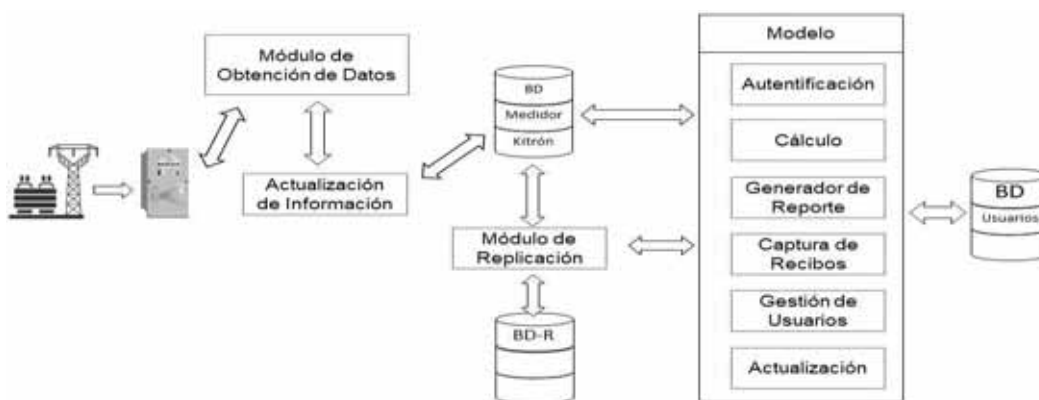 Módulo de
Obtención de Datos
Actualización
de Información
BD
Medidor
Kitrón
Módulo de
Replicación
BD-R
Modelo
Autentificación
Cálculo
Generador de
Reporte
Captura de
Recibos
Gestión de
Usuarios
Actualización
BD
Usuarios